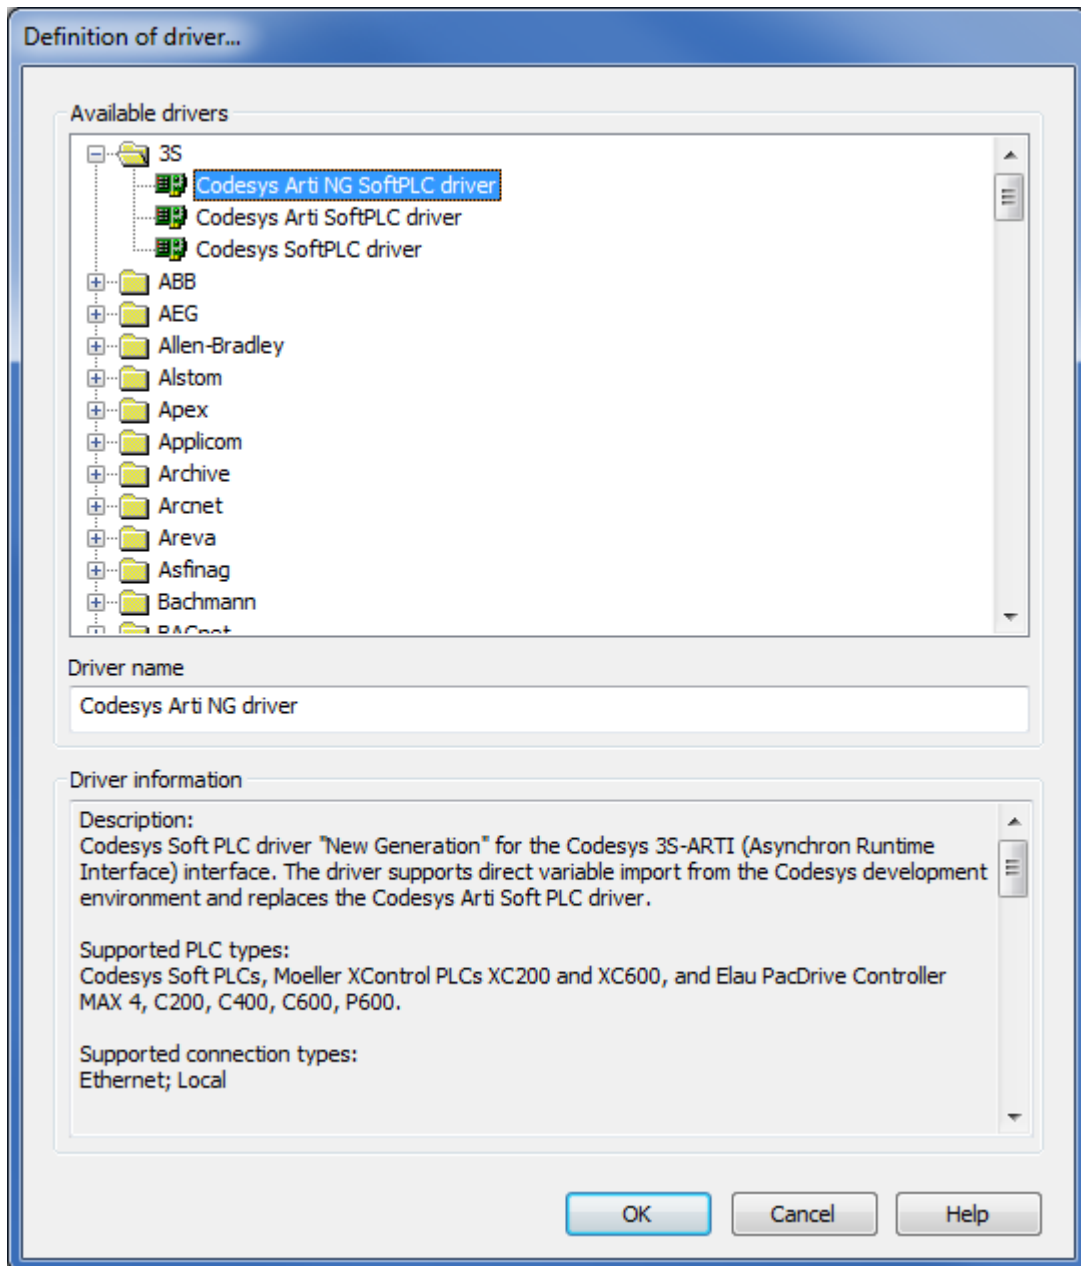 Definition of driver...
Available drivers
3S
Codesys Arti NG SoftPLC driver
Codesys Arti SoftPLC driver
Codesys SoftPLC driver
ABB
AEG
Allen-Bradley
Alstom
Apex
Applicom
Archive
Arcnet
Areva
Asfinag
Bachmann
BACnet
Driver name
Codesys Arti NG driver
Driver information
Description:
Codesys Soft PLC driver "New Generation" for the Codesys 3S-ARTI (Asynchron Runtime
Interface) interface. The driver supports direct variable import from the Codesys development
environment and replaces the Codesys Arti Soft PLC driver.
Supported PLC types:
Codesys Soft PLCs, Moeller XControl PLCs XC200 and XC600, and Elau PacDrive Controller
MAX 4, C200, C400, C600, P600.
Supported connection types:
Ethernet; Local
OK Cancel Help